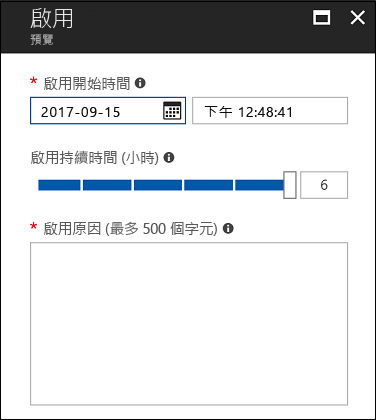 啟用
預覽
* 啟用開始時間
2017-09-15 下午 12:48:41
啟用持續時間 (小時)
6
* 啟用原因 (最多 500 個字元)